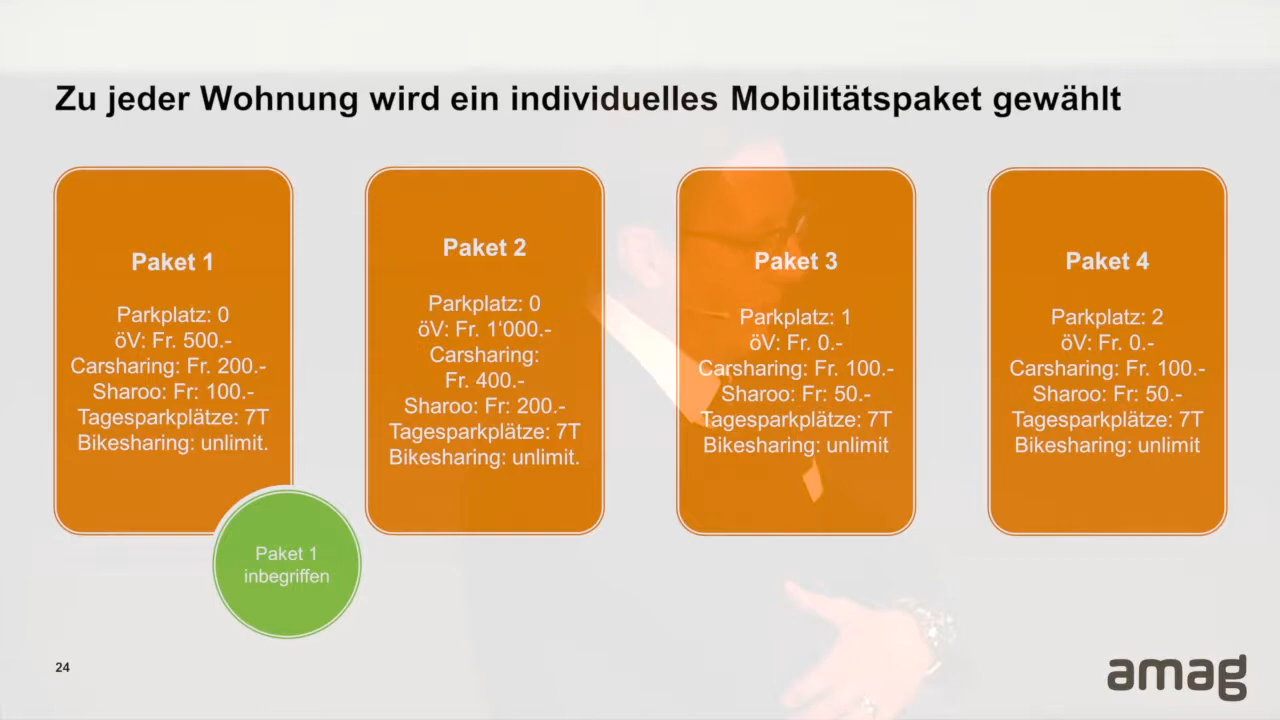 Zu jeder Wohnung wird ein individuelles Mobilitätspaket gewählt
Paket 1
Parkplatz: 0
öV: Fr. 500.-
Carsharing: Fr. 200.-
Sharoo: Fr: 100.-
Tagesparkplätze: 7T
Bikesharing: unlimit.
Paket 1
inbegriffen
Paket 2
Parkplatz: 0
öV: Fr. 1'000.-
Carsharing:
Fr. 400.-
Sharoo: Fr: 200.-
Tagesparkplätze: 7T
Bikesharing: unlimit.
Paket 3
Parkplatz: 1
öV: Fr. 0.-
Carsharing: Fr. 100.-
Sharoo: Fr: 50.-
Tagesparkplätze: 7T
Bikesharing: unlimit
Paket 4
Parkplatz: 2
öV: Fr. 0.-
Carsharing: Fr. 100.-
Sharoo: Fr: 50.-
Tagesparkplätze: 7T
Bikesharing: unlimit
24
amag